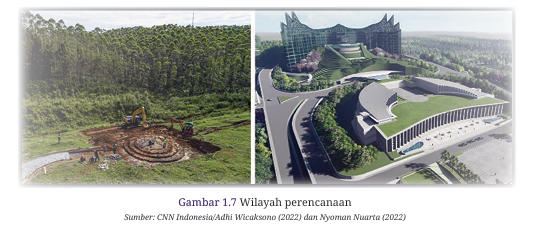 Gambar 1.7 Wilayah perencanaan
Sumber: CNN Indonesia/Adhi Wicaksono (2022) dan Nyoman Nuarta (2022)